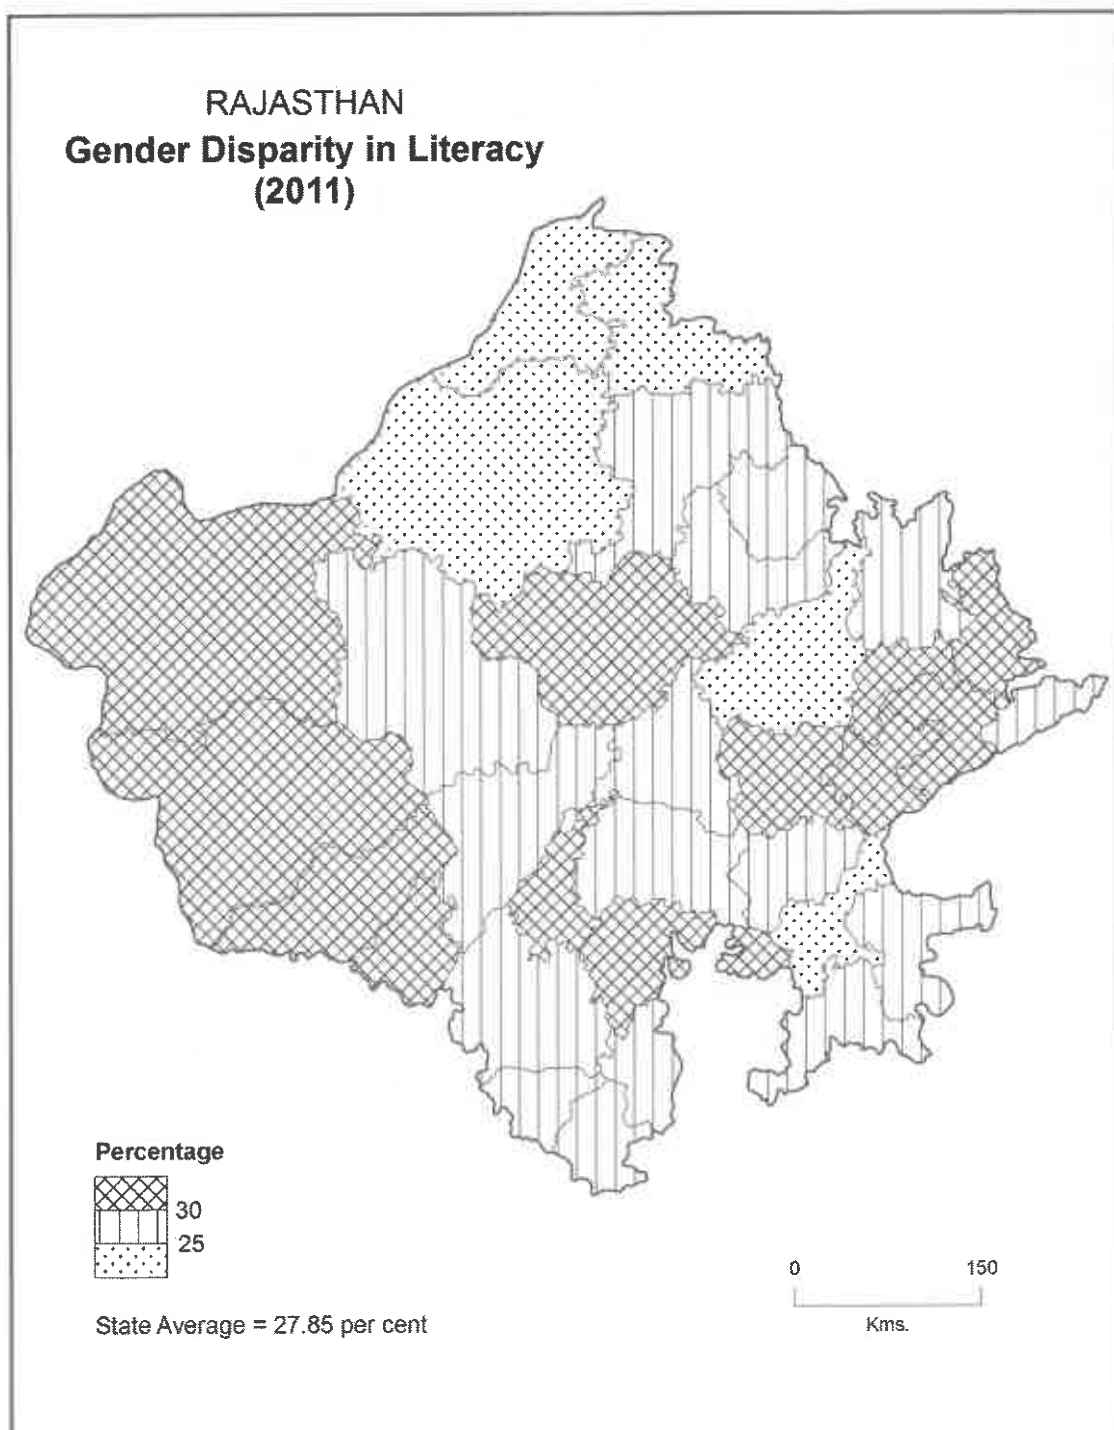 RAJASTHAN
Gender Disparity in Literacy
(2011)
Percentage
30
25
State Average = 27.85 per cent
0 150
Kms.